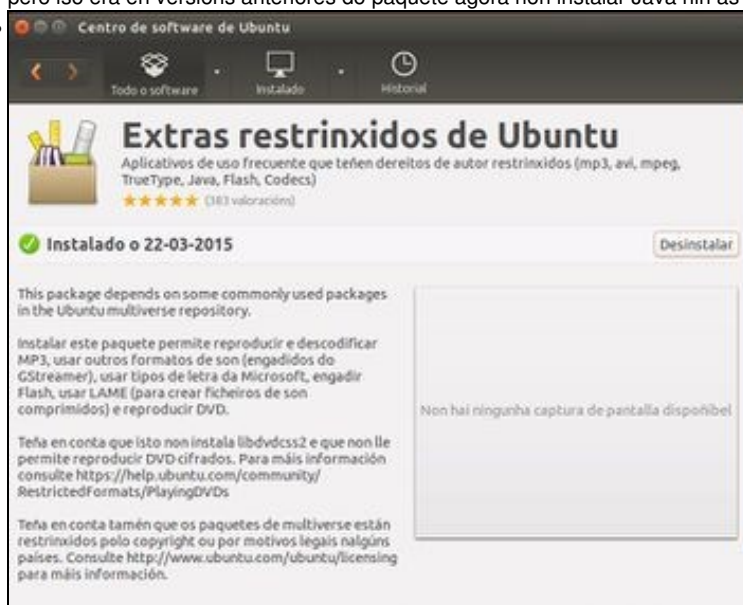 pero iso era en versións anteriores do paquete agora non instalar Java nin as
Centro de software de Ubuntu
Todo o software
Instalado
Historial
Extras restrinxidos de Ubuntu
Aplicativos de uso frecuente que teñen dereitos de autor restrinxidos (mp3, avi, mpeg,
TrueType, Java, Flash, Codecs)
(383 valoracións)
Instalado o 22-03-2015
Desinstalar
This package depends on some commonly used packages
in the Ubuntu multiverse repository.
Instalar este paquete permite reproducir e descodificar
MP3, usar outros formatos de son (engadidos do
GStreamer), usar tipos de letra da Microsoft, engadir
Flash, usar LAME (para crear ficheiros de son
comprimidos) e reproducir DVD.
Teña en conta que isto non instala libdvdcss2 e que non lle
permite reproducir DVD cifrados. Para máis información
consulte https://help.ubuntu.com/community/
RestrictedFormats/PlayingDVDs
Teña en conta tamén que os paquetes de multiverse están
restrinxidos polo copyright ou por motivos legais nalgúns
países. Consulte http://www.ubuntu.com/ubuntu/licensing
para máis información.
Non hai ningunha captura de pantalla dispoñíbel